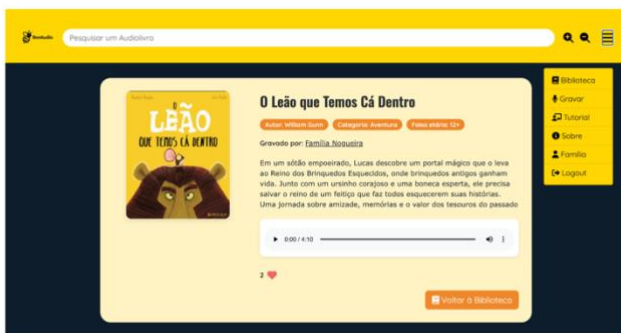 Pesquisar um Audiolivro
Biblioteca
Gravar
Tutorial
Sobre
Família
Logout
O
LEÃO
QUE TEMOS CÁ DENTRO
O Leão que Temos Cá Dentro
Autor: William Gunn Categoria: Aventura Faixa etária: 12+
Gravado por: Família Nogueira
Em um sótão empoeirado, Lucas descobre um portal mágico que o leva
ao Reino dos Brinquedos Esquecidos, onde brinquedos antigos ganham
vida. Junto com um ursinho corajoso e uma boneca esperta, ele precisa
salvar o reino de um feitiço que faz todos esquecerem suas histórias.
Uma jornada sobre amizade, memórias e o valor dos tesouros do passado
0:00 / 4:10
2
Voltar à Biblioteca